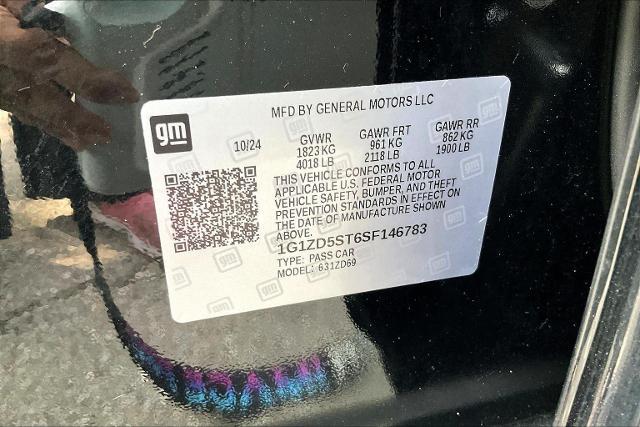 MFD BY GENERAL MOTORS LLC
gm
10/24
GVWR GAWR FRT GAWR RR
1823 KG 961 KG 862 KG
4018 LB 2118 LB 1900 LB
THIS VEHICLE CONFORMS TO ALL
APPLICABLE U.S. FEDERAL MOTOR
VEHICLE SAFETY, BUMPER, AND THEFT
PREVENTION STANDARDS IN EFFECT ON
THE DATE OF MANUFACTURE SHOWN
ABOVE.
1G1ZD5ST6SF146783
TYPE: PASS CAR
MODEL: 631ZD69